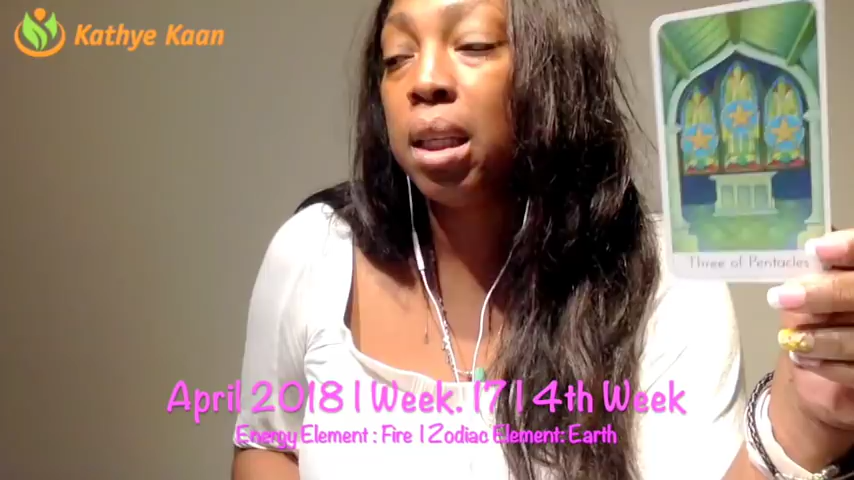 Kathye Kaan
Three of Pentacles
April 2018 | Week. 17 | 4th Week
Energy Element : Fire | Zodiac Element: Earth